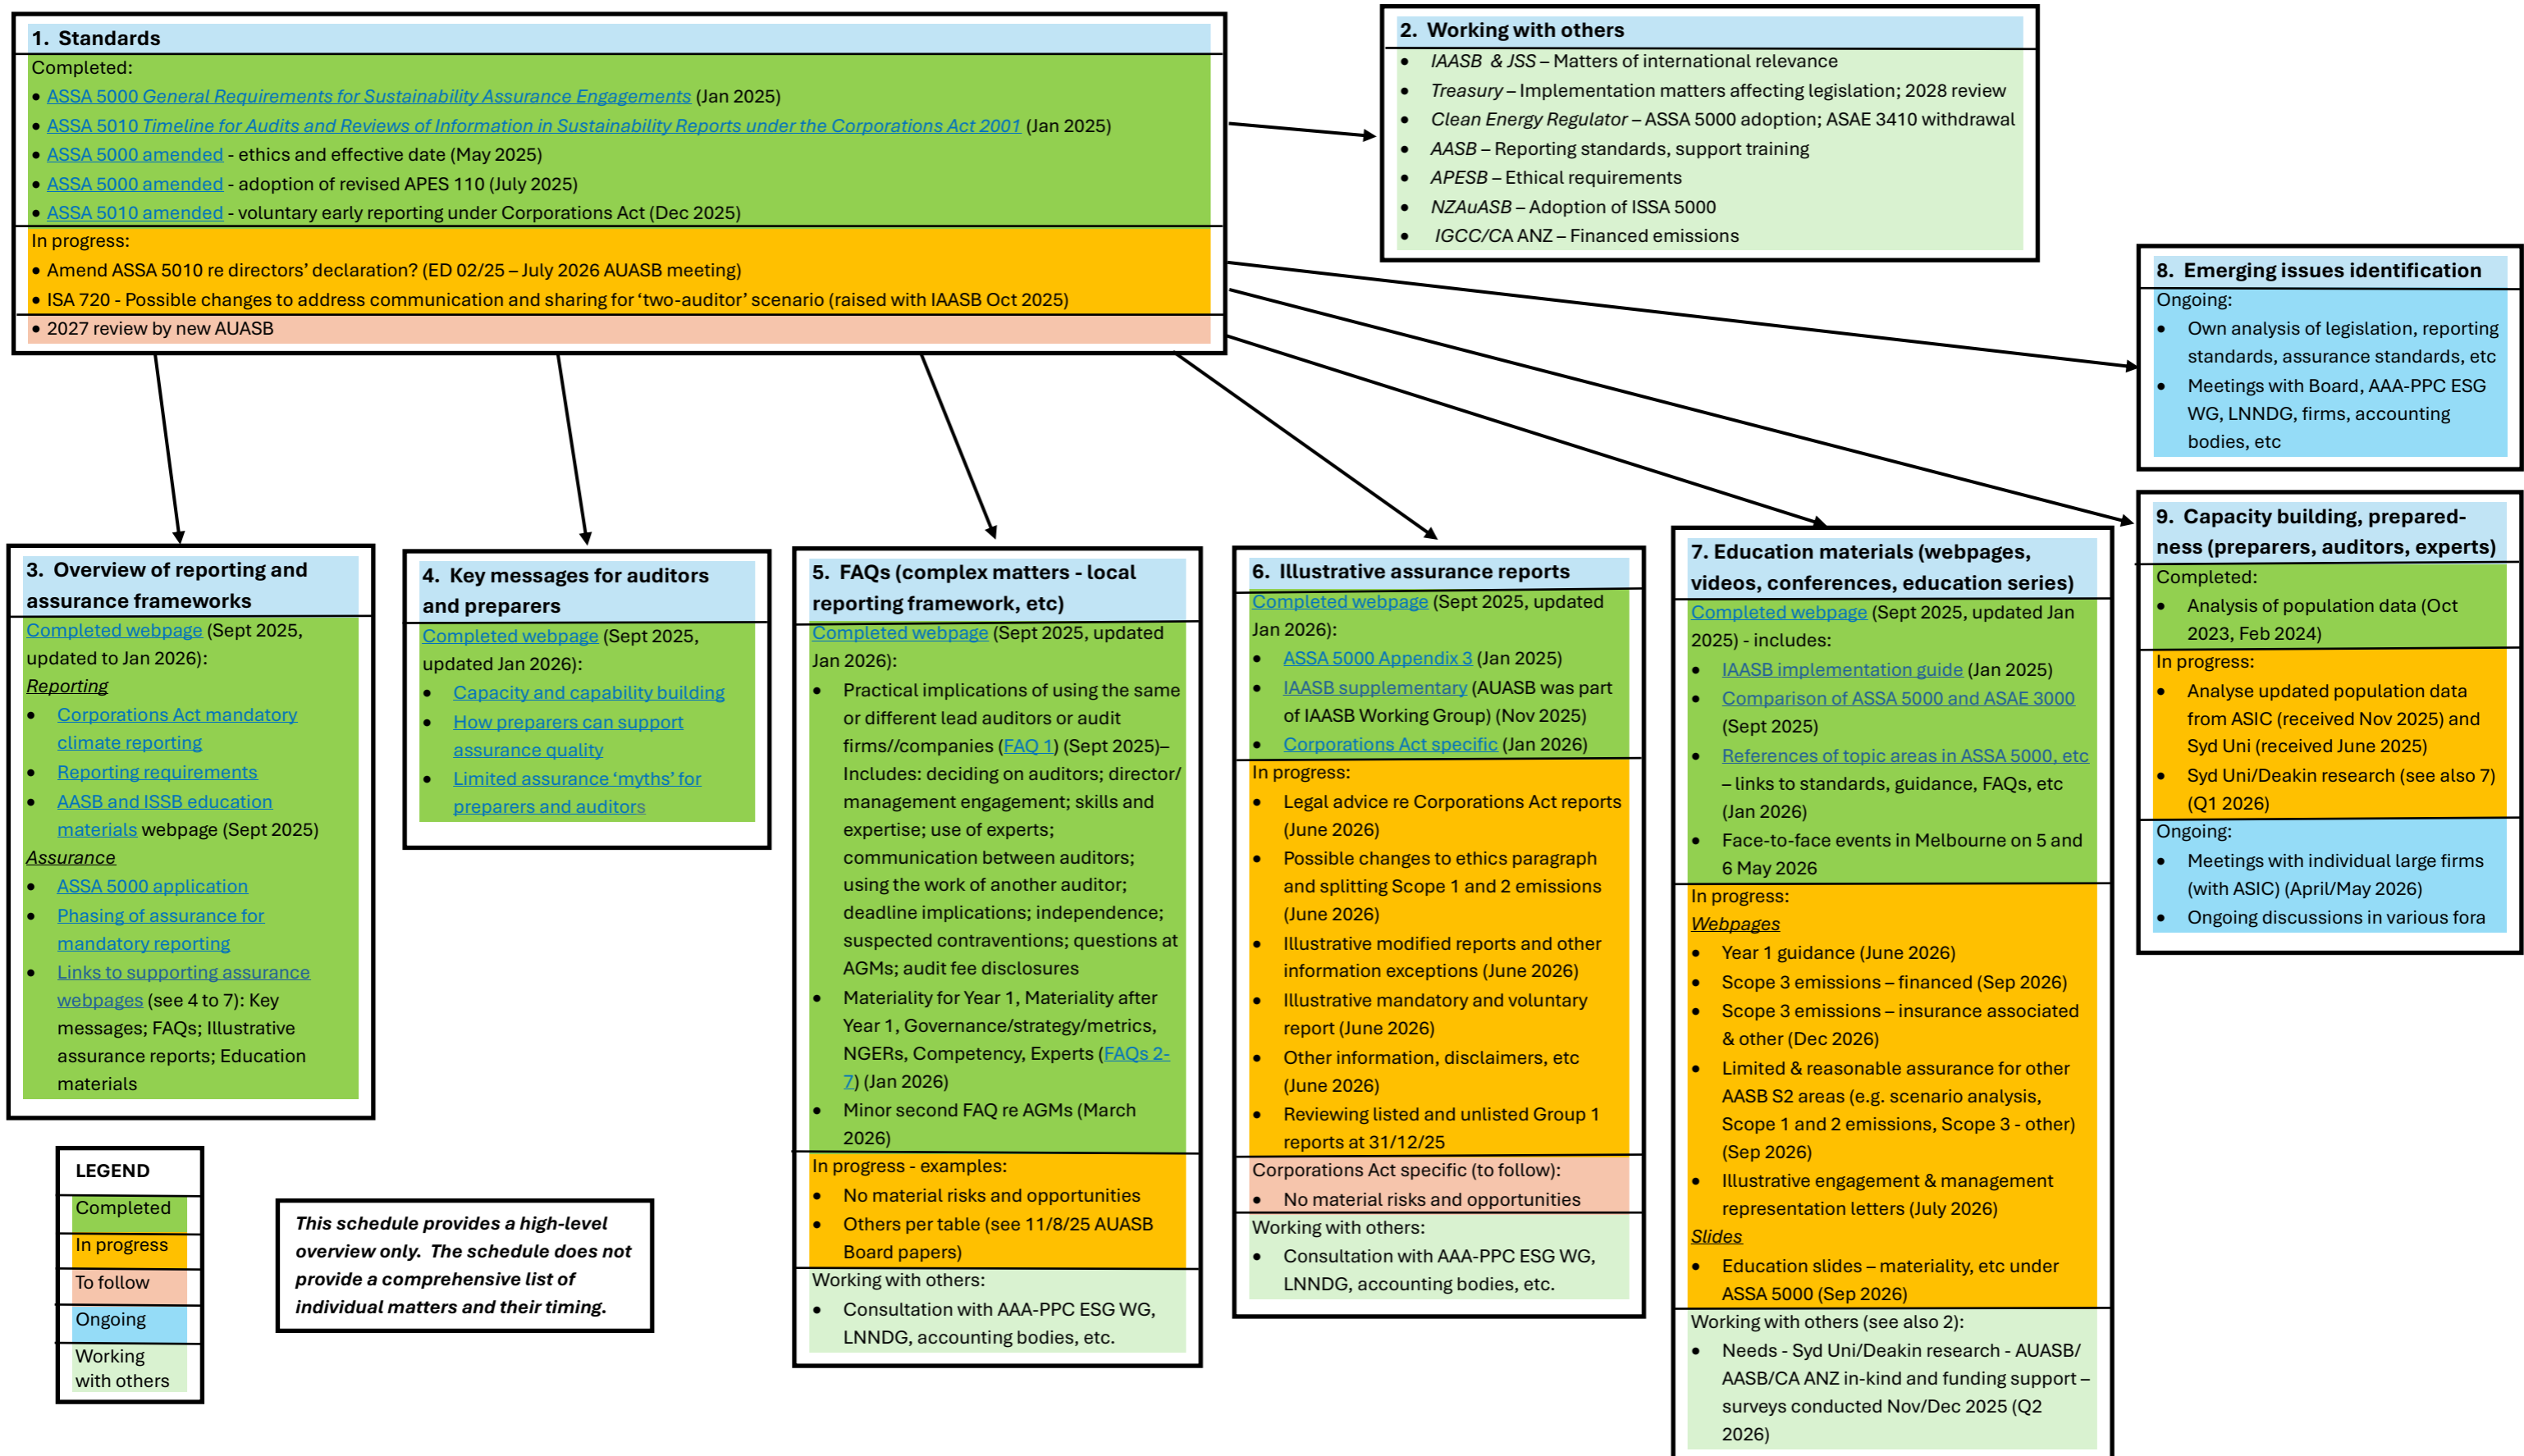 1. Standards
Completed:
• ASSA 5000 General Requirements for Sustainability Assurance Engagements (Jan 2025)
• ASSA 5010 Timeline for Audits and Reviews of Information in Sustainability Reports under the Corporations Act 2001 (Jan 2025)
• ASSA 5000 amended - ethics and effective date (May 2025)
• ASSA 5000 amended - adoption of revised APES 110 (July 2025)
• ASSA 5010 amended - voluntary early reporting under Corporations Act (Dec 2025)
In progress:
• Amend ASSA 5010 re directors’ declaration? (ED 02/25 – July 2026 AUASB meeting)
• ISA 720 - Possible changes to address communication and sharing for ‘two-auditor’ scenario (raised with IAASB Oct 2025)
• 2027 review by new AUASB
2. Working with others
• IAASB & JSS – Matters of international relevance
• Treasury – Implementation matters affecting legislation; 2028 review
• Clean Energy Regulator – ASSA 5000 adoption; ASAE 3410 withdrawal
• AASB – Reporting standards, support training
• APESB – Ethical requirements
• NZAuASB – Adoption of ISSA 5000
• IGCC/CA ANZ – Financed emissions
8. Emerging issues identification
Ongoing:
• Own analysis of legislation, reporting
standards, assurance standards, etc
• Meetings with Board, AAA-PPC ESG
WG, LNNDG, firms, accounting
bodies, etc
3. Overview of reporting and
assurance frameworks
Completed webpage (Sept 2025,
updated to Jan 2026):
Reporting
• Corporations Act mandatory
climate reporting
• Reporting requirements
• AASB and ISSB education
materials webpage (Sept 2025)
Assurance
• ASSA 5000 application
• Phasing of assurance for
mandatory reporting
• Links to supporting assurance
webpages (see 4 to 7): Key
messages; FAQs; Illustrative
assurance reports; Education
materials
4. Key messages for auditors
and preparers
Completed webpage (Sept 2025,
updated Jan 2026):
• Capacity and capability building
• How preparers can support
assurance quality
• Limited assurance ‘myths’ for
preparers and auditors
5. FAQs (complex matters - local
reporting framework, etc)
Completed webpage (Sept 2025, updated
Jan 2026):
• Practical implications of using the same
or different lead auditors or audit
firms//companies (FAQ 1) (Sept 2025)–
Includes: deciding on auditors; director/
management engagement; skills and
expertise; use of experts;
communication between auditors;
using the work of another auditor;
deadline implications; independence;
suspected contraventions; questions at
AGMs; audit fee disclosures
• Materiality for Year 1, Materiality after
Year 1, Governance/strategy/metrics,
NGERs, Competency, Experts (FAQs 2-
7) (Jan 2026)
• Minor second FAQ re AGMs (March
2026)
In progress - examples:
• No material risks and opportunities
• Others per table (see 11/8/25 AUASB
Board papers)
Working with others:
• Consultation with AAA-PPC ESG WG,
LNNDG, accounting bodies, etc.
6. Illustrative assurance reports
Completed webpage (Sept 2025, updated
Jan 2026):
• ASSA 5000 Appendix 3 (Jan 2025)
• IAASB supplementary (AUASB was part
of IAASB Working Group) (Nov 2025)
• Corporations Act specific (Jan 2026)
In progress:
• Legal advice re Corporations Act reports
(June 2026)
• Possible changes to ethics paragraph
and splitting Scope 1 and 2 emissions
(June 2026)
• Illustrative modified reports and other
information exceptions (June 2026)
• Illustrative mandatory and voluntary
report (June 2026)
• Other information, disclaimers, etc
(June 2026)
• Reviewing listed and unlisted Group 1
reports at 31/12/25
Corporations Act specific (to follow):
• No material risks and opportunities
Working with others:
• Consultation with AAA-PPC ESG WG,
LNNDG, accounting bodies, etc.
7. Education materials (webpages,
videos, conferences, education series)
Completed webpage (Sept 2025, updated Jan
2025) - includes:
• IAASB implementation guide (Jan 2025)
• Comparison of ASSA 5000 and ASAE 3000
(Sept 2025)
• References of topic areas in ASSA 5000, etc
– links to standards, guidance, FAQs, etc
(Jan 2026)
• Face-to-face events in Melbourne on 5 and
6 May 2026
In progress:
Webpages
• Year 1 guidance (June 2026)
• Scope 3 emissions – financed (Sep 2026)
• Scope 3 emissions – insurance associated
& other (Dec 2026)
• Limited & reasonable assurance for other
AASB S2 areas (e.g. scenario analysis,
Scope 1 and 2 emissions, Scope 3 - other)
(Sep 2026)
• Illustrative engagement & management
representation letters (July 2026)
Slides
• Education slides – materiality, etc under
ASSA 5000 (Sep 2026)
Working with others (see also 2):
• Needs - Syd Uni/Deakin research - AUASB/
AASB/CA ANZ in-kind and funding support –
surveys conducted Nov/Dec 2025 (Q2
2026)
9. Capacity building, prepared-
ness (preparers, auditors, experts)
Completed:
• Analysis of population data (Oct
2023, Feb 2024)
In progress:
• Analyse updated population data
from ASIC (received Nov 2025) and
Syd Uni (received June 2025)
• Syd Uni/Deakin research (see also 7)
(Q1 2026)
Ongoing:
• Meetings with individual large firms
(with ASIC) (April/May 2026)
• Ongoing discussions in various fora
LEGEND
Completed
In progress
To follow
Ongoing
Working
with others
This schedule provides a high-level
overview only. The schedule does not
provide a comprehensive list of
individual matters and their timing.